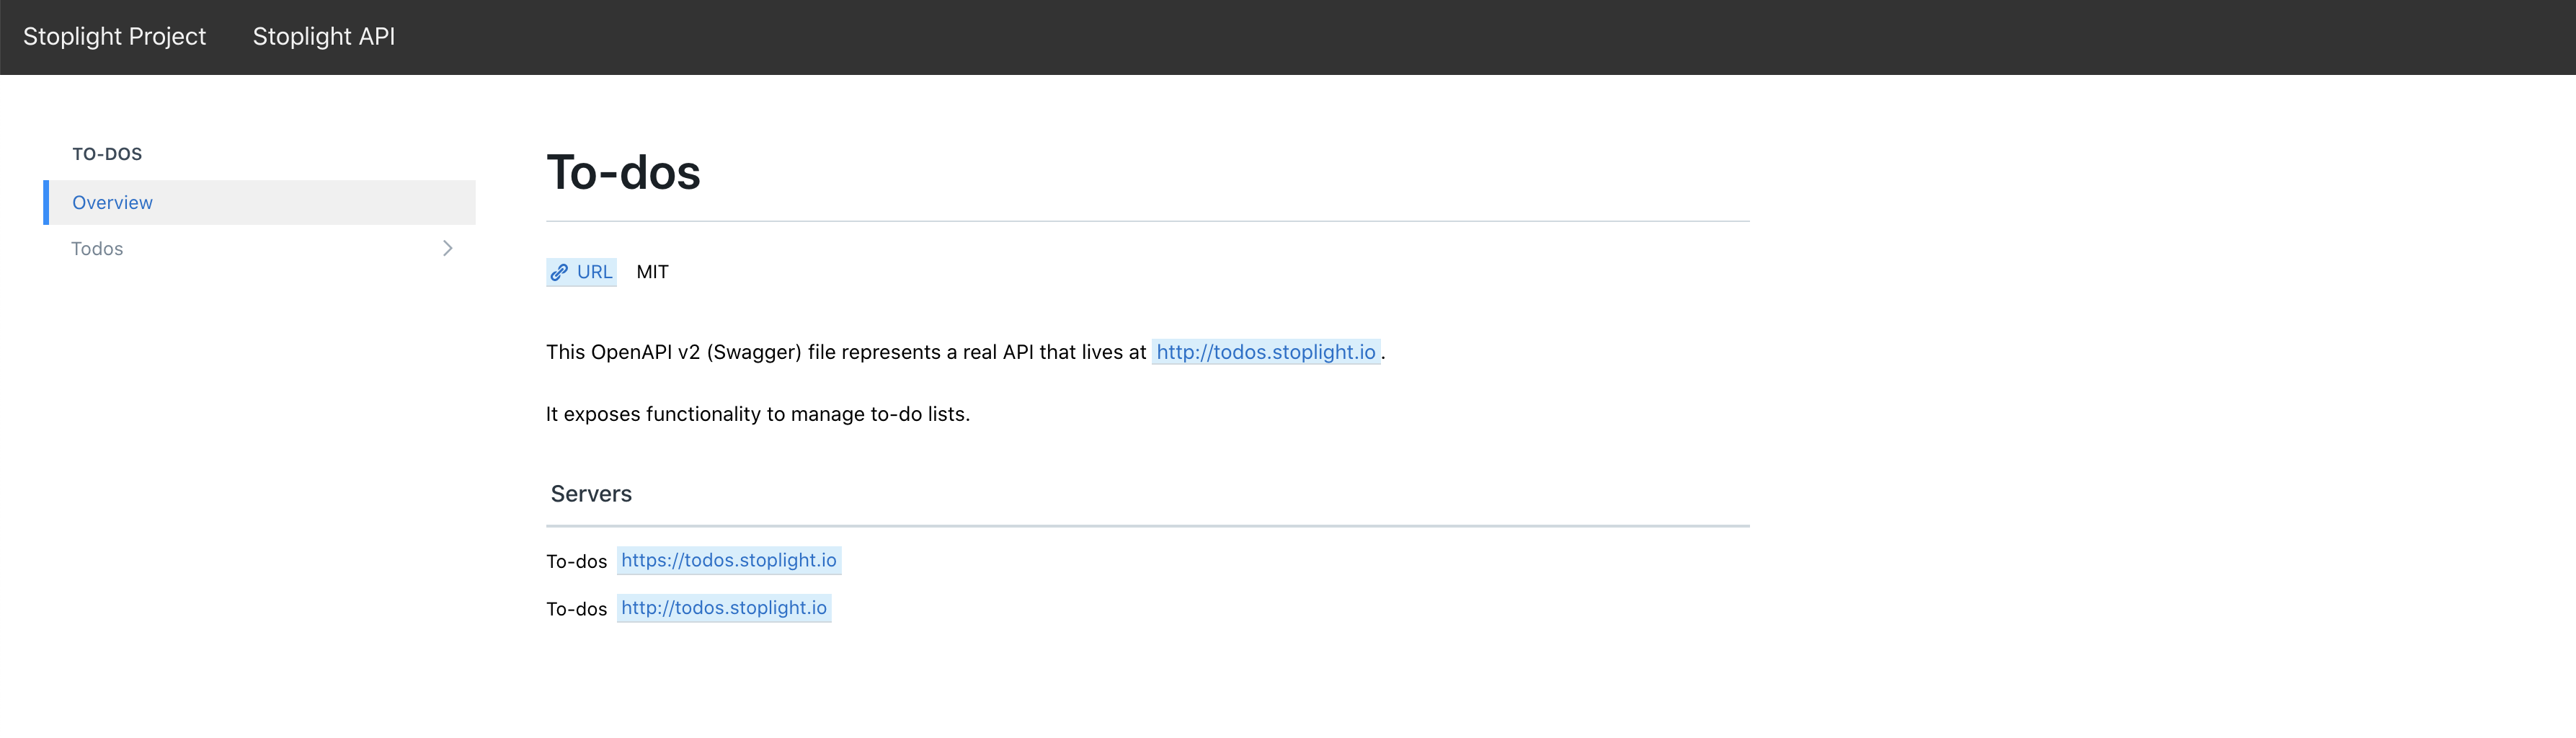 Stoplight Project Stoplight API
TO-DOS
Overview
Todos
To-dos
URL MIT
This OpenAPI v2 (Swagger) file represents a real API that lives at http://todos.stoplight.io.
It exposes functionality to manage to-do lists.
Servers
To-dos https://todos.stoplight.io
To-dos http://todos.stoplight.io